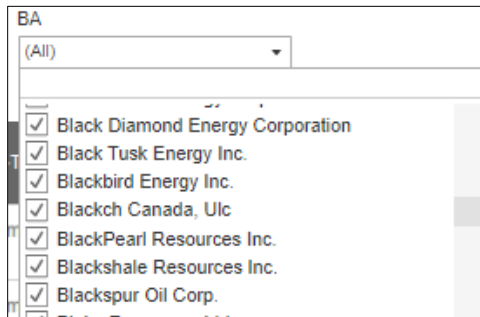 BA
(All)
Black Diamond Energy Corporation
Black Tusk Energy Inc.
Blackbird Energy Inc.
Blackch Canada, Ulc
BlackPearl Resources Inc.
Blackshale Resources Inc.
Blackspur Oil Corp.